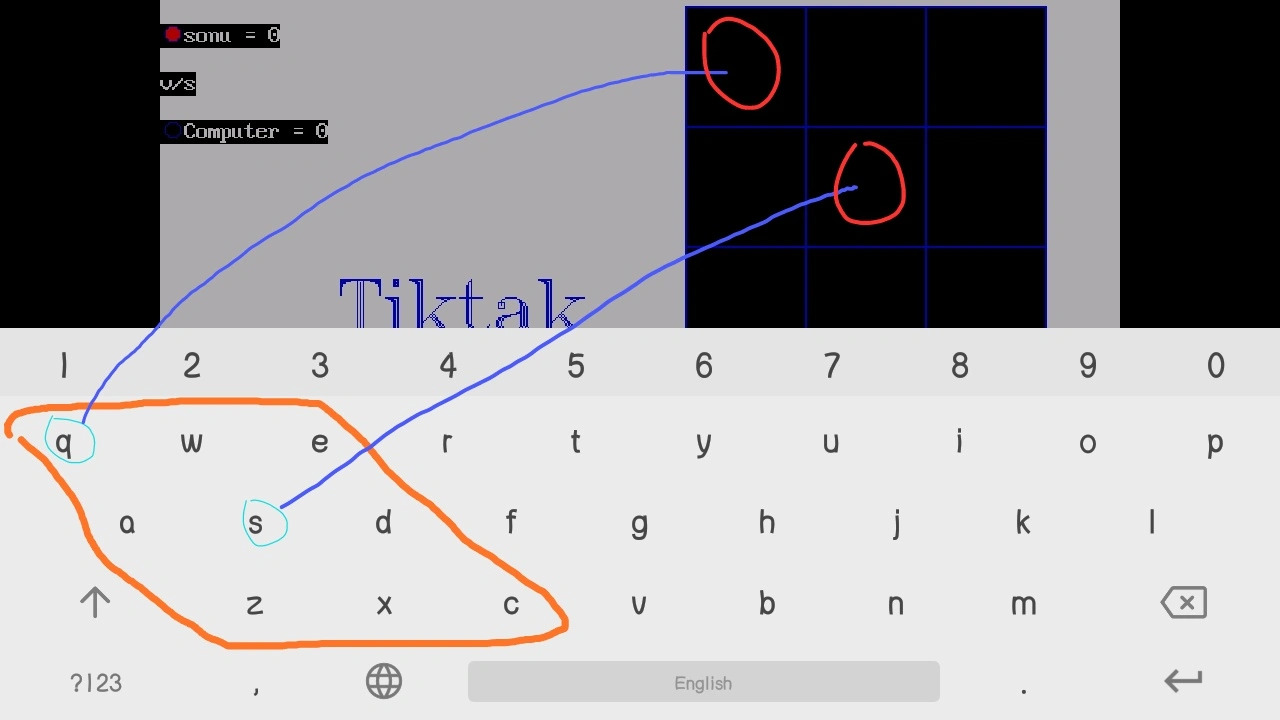 sonu = 0
v/s
Computer = 0
Tiktak
1 2 3 4 5 6 7 8 9 0
q w e r t y u i o p
a s d f g h j k l
z x c v b n m
?123 , English .